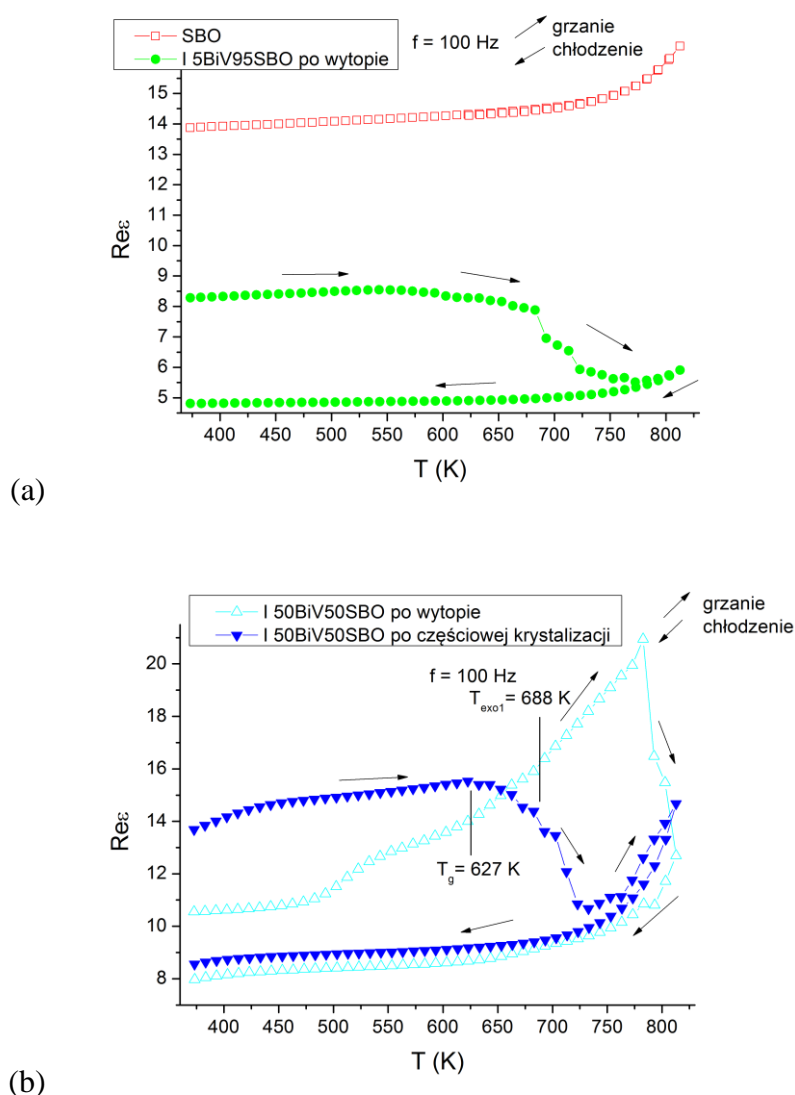 SBO
I 5BiV95SBO po wytopie
f = 100 Hz
grzanie
chłodzenie
15
14
13
12
11
10
9
8
7
6
5
Reε
400 450 500 550 600 650 700 750 800
T (K)
(a)
I 50BiV50SBO po wytopie
I 50BiV50SBO po częściowej krystalizacji
grzanie
chłodzenie
f = 100 Hz
T_exo1 = 688 K
T_g = 627 K
20
18
16
14
12
10
8
Reε
400 450 500 550 600 650 700 750 800
T (K)
(b)